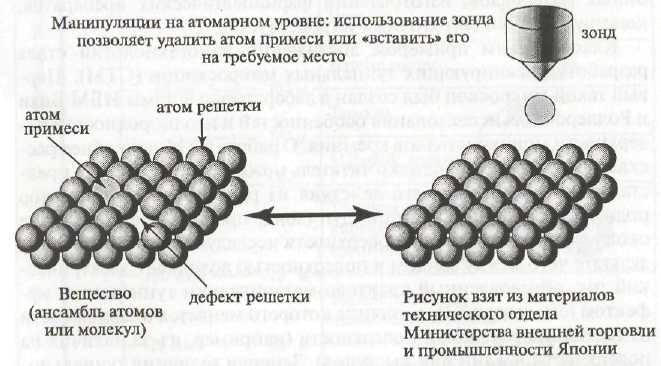 Манипуляции на атомарном уровне: использование зонда
позволяет удалить атом примеси или «вставить» его
на требуемое место
зонд
атом решетки
атом
примеси
Вещество
(ансамбль атомов
или молекул)
дефект решетки
Рисунок взят из материалов
технического отдела
Министерства внешней торговли
и промышленности Японии